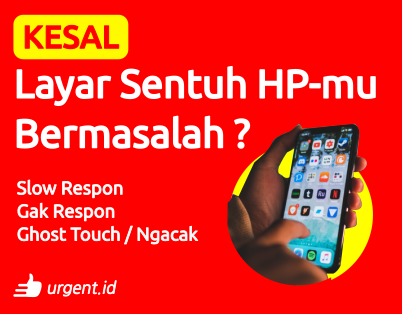 KESAL
Layar Sentuh HP-mu
Bermasalah ?
Slow Respon
Gak Respon
Ghost Touch / Ngacak
urgent.id